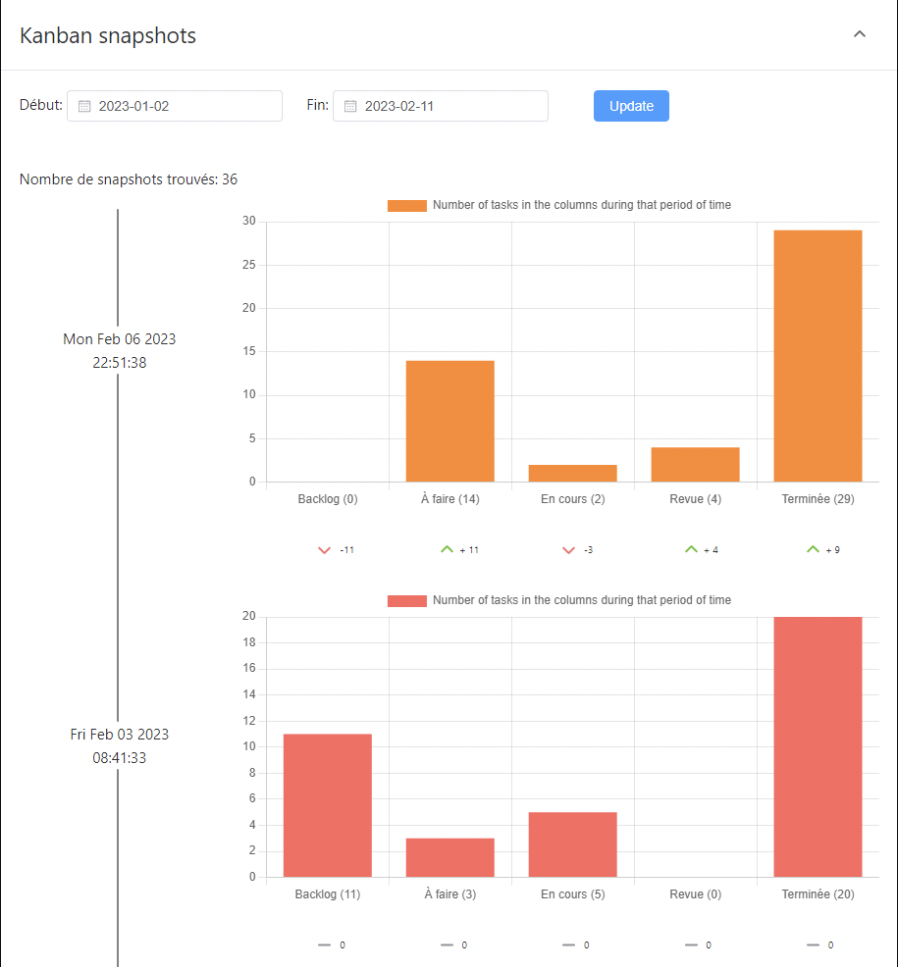 Kanban snapshots
Début: 2023-01-02 Fin: 2023-02-11 Update
Nombre de snapshots trouvés: 36
Number of tasks in the columns during that period of time
30
25
20
15
10
5
0
Mon Feb 06 2023
22:51:38
Backlog (0) À faire (14) En cours (2) Revue (4) Terminée (29)
-11 + 11 -3 + 4 + 9
Number of tasks in the columns during that period of time
20
18
16
14
12
10
8
6
4
2
0
Fri Feb 03 2023
08:41:33
Backlog (11) À faire (3) En cours (5) Revue (0) Terminée (20)
0 0 0 0 0